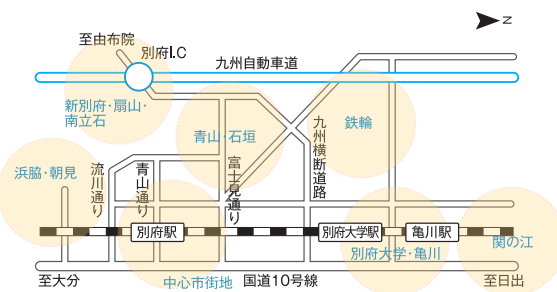 N
至由布院
別府I.C
九州自動車道
新別府・扇山・
南立石
青山・石垣
鉄輪
九州横断道路
浜脇・朝見
流川通り
青山通り
富士見通り
別府駅
別府大学駅
亀川駅
別府大学・亀川
関の江
至大分
中心市街地
国道10号線
至日出